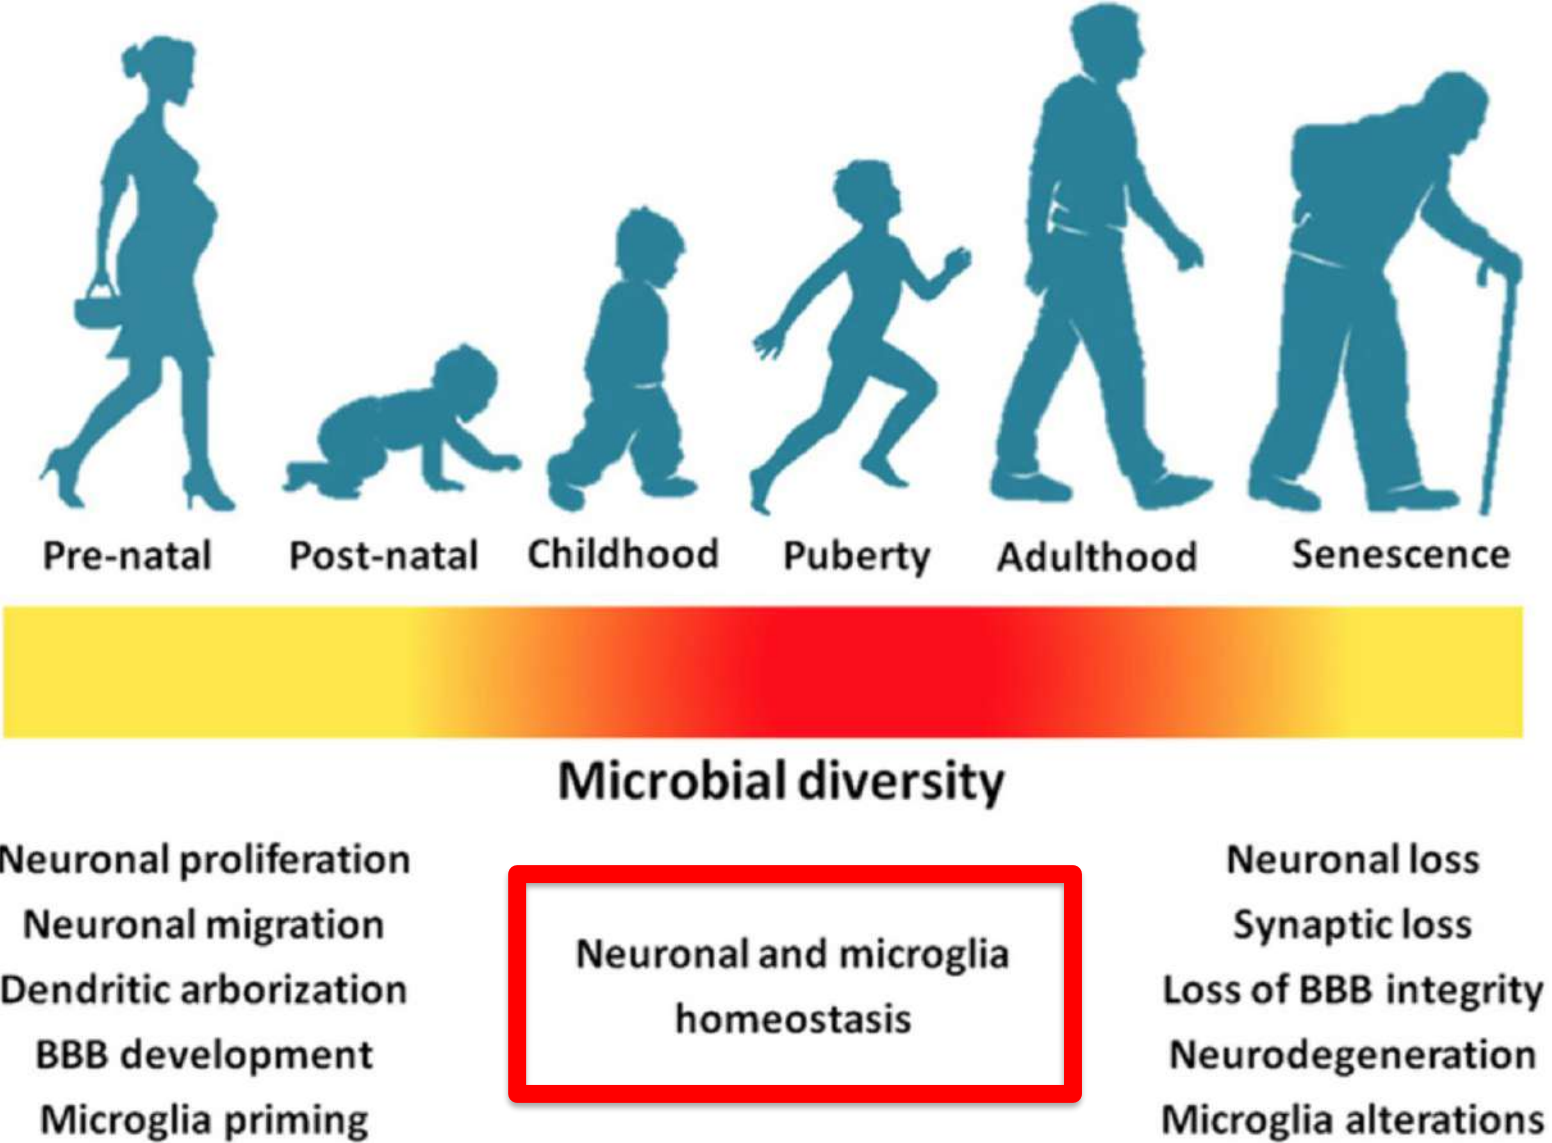 Pre-natal
Post-natal
Childhood
Puberty
Adulthood
Senescence
Microbial diversity
Neuronal proliferation
Neuronal migration
Dendritic arborization
BBB development
Microglia priming
Neuronal and microglia
homeostasis
Neuronal loss
Synaptic loss
Loss of BBB integrity
Neurodegeneration
Microglia alterations